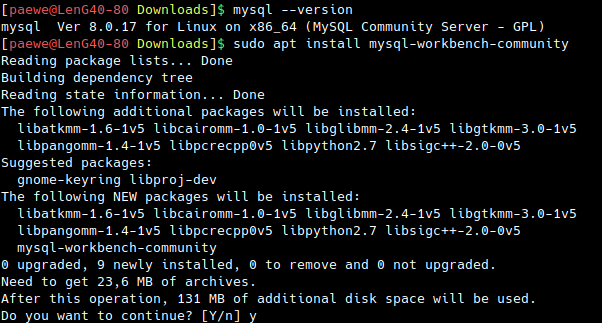 [paewe@LenG40-80 Downloads]$ mysql --version
mysql  Ver 8.0.17 for Linux on x86_64 (MySQL Community Server - GPL)
[paewe@LenG40-80 Downloads]$ sudo apt install mysql-workbench-community
Reading package lists... Done
Building dependency tree
Reading state information... Done
The following additional packages will be installed:
  libatkmm-1.6-1v5 libcairomm-1.0-1v5 libglibmm-2.4-1v5 libgtkmm-3.0-1v5
  libpangomm-1.4-1v5 libpcrecpp0v5 libpython2.7 libsigc++-2.0-0v5
Suggested packages:
  gnome-keyring libproj-dev
The following NEW packages will be installed:
  libatkmm-1.6-1v5 libcairomm-1.0-1v5 libglibmm-2.4-1v5 libgtkmm-3.0-1v5
  libpangomm-1.4-1v5 libpcrecpp0v5 libpython2.7 libsigc++-2.0-0v5
  mysql-workbench-community
0 upgraded, 9 newly installed, 0 to remove and 0 not upgraded.
Need to get 23,6 MB of archives.
After this operation, 131 MB of additional disk space will be used.
Do you want to continue? [Y/n] y